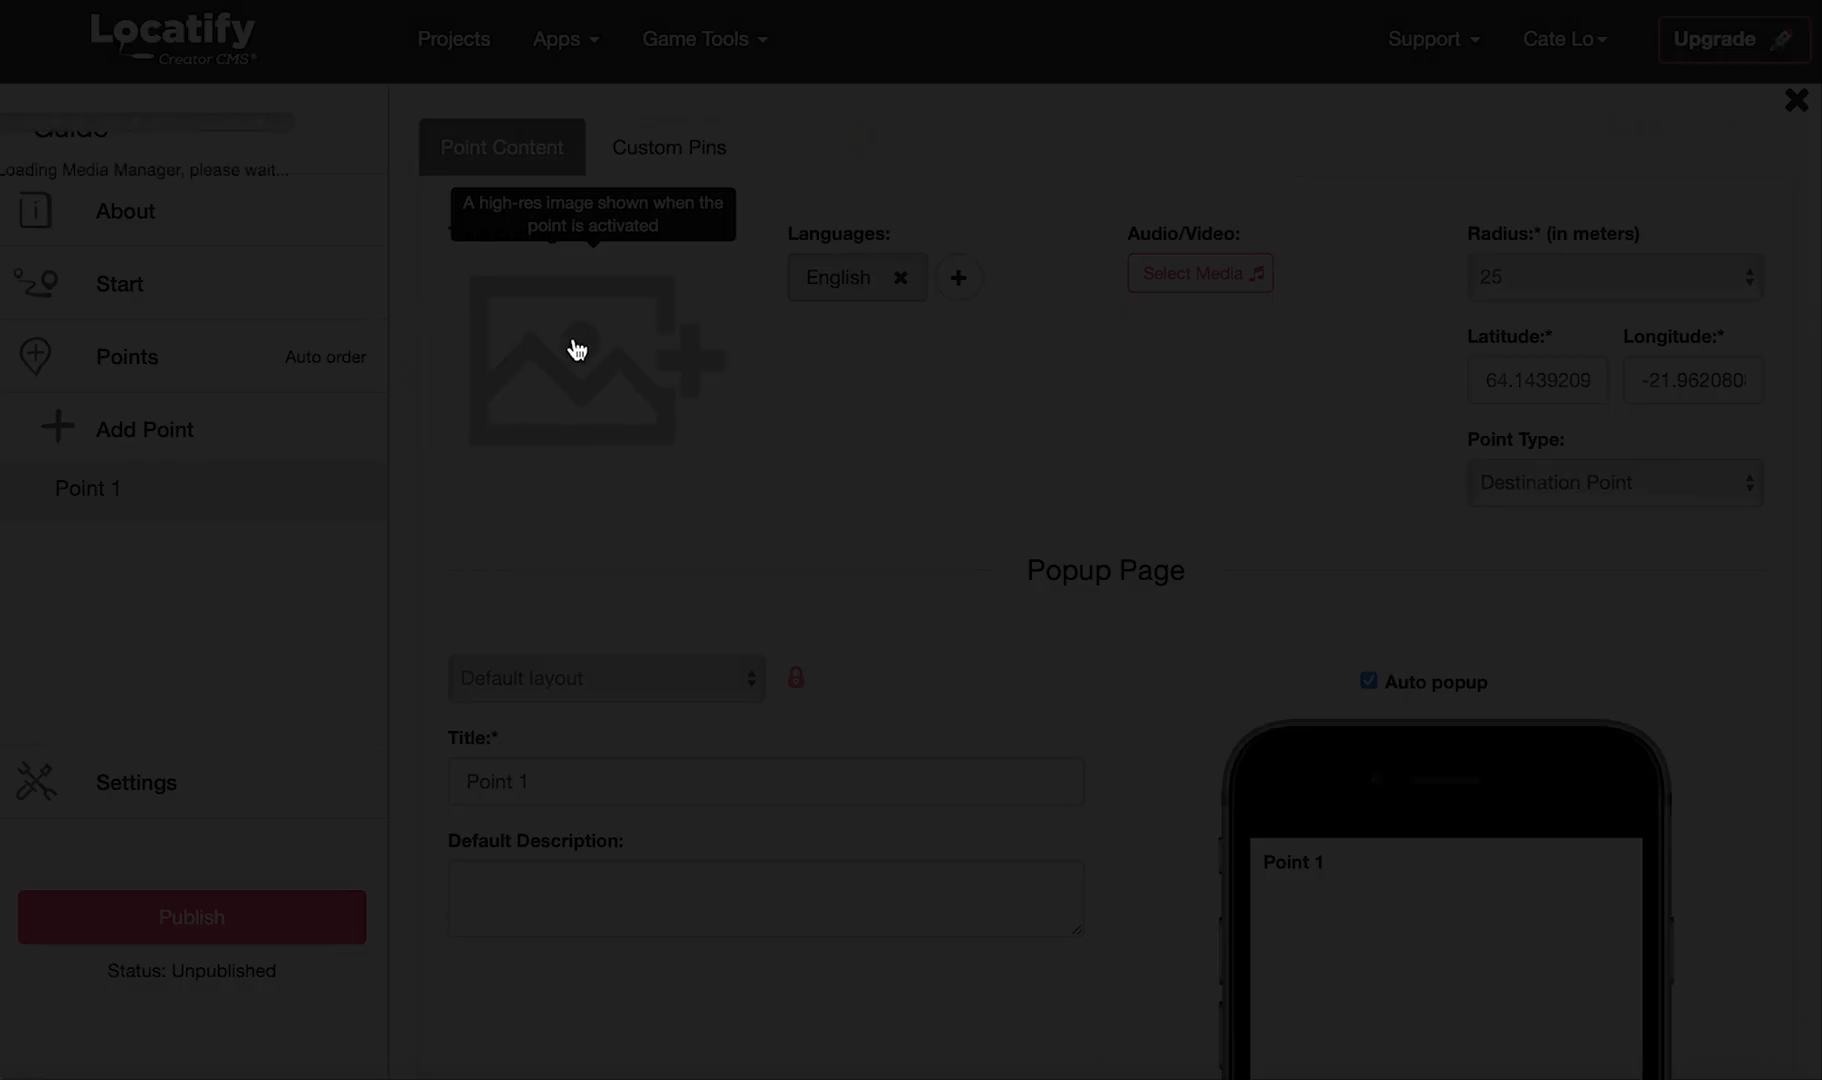 Locatify
Creator CMS®
Projects
Apps
Game Tools
Support
Cate Lo
Upgrade
Guide
Loading Media Manager, please wait...
About
Start
Points
Auto order
Add Point
Point 1
Settings
Publish
Status: Unpublished
Point Content
Custom Pins
A high-res image shown when the
point is activated
Languages:
English
Audio/Video:
Select Media
Radius:* (in meters)
25
Latitude:*
Longitude:*
64.1439209
-21.962080
Point Type:
Destination Point
Popup Page
Default layout
Auto popup
Title:*
Point 1
Default Description:
Point 1